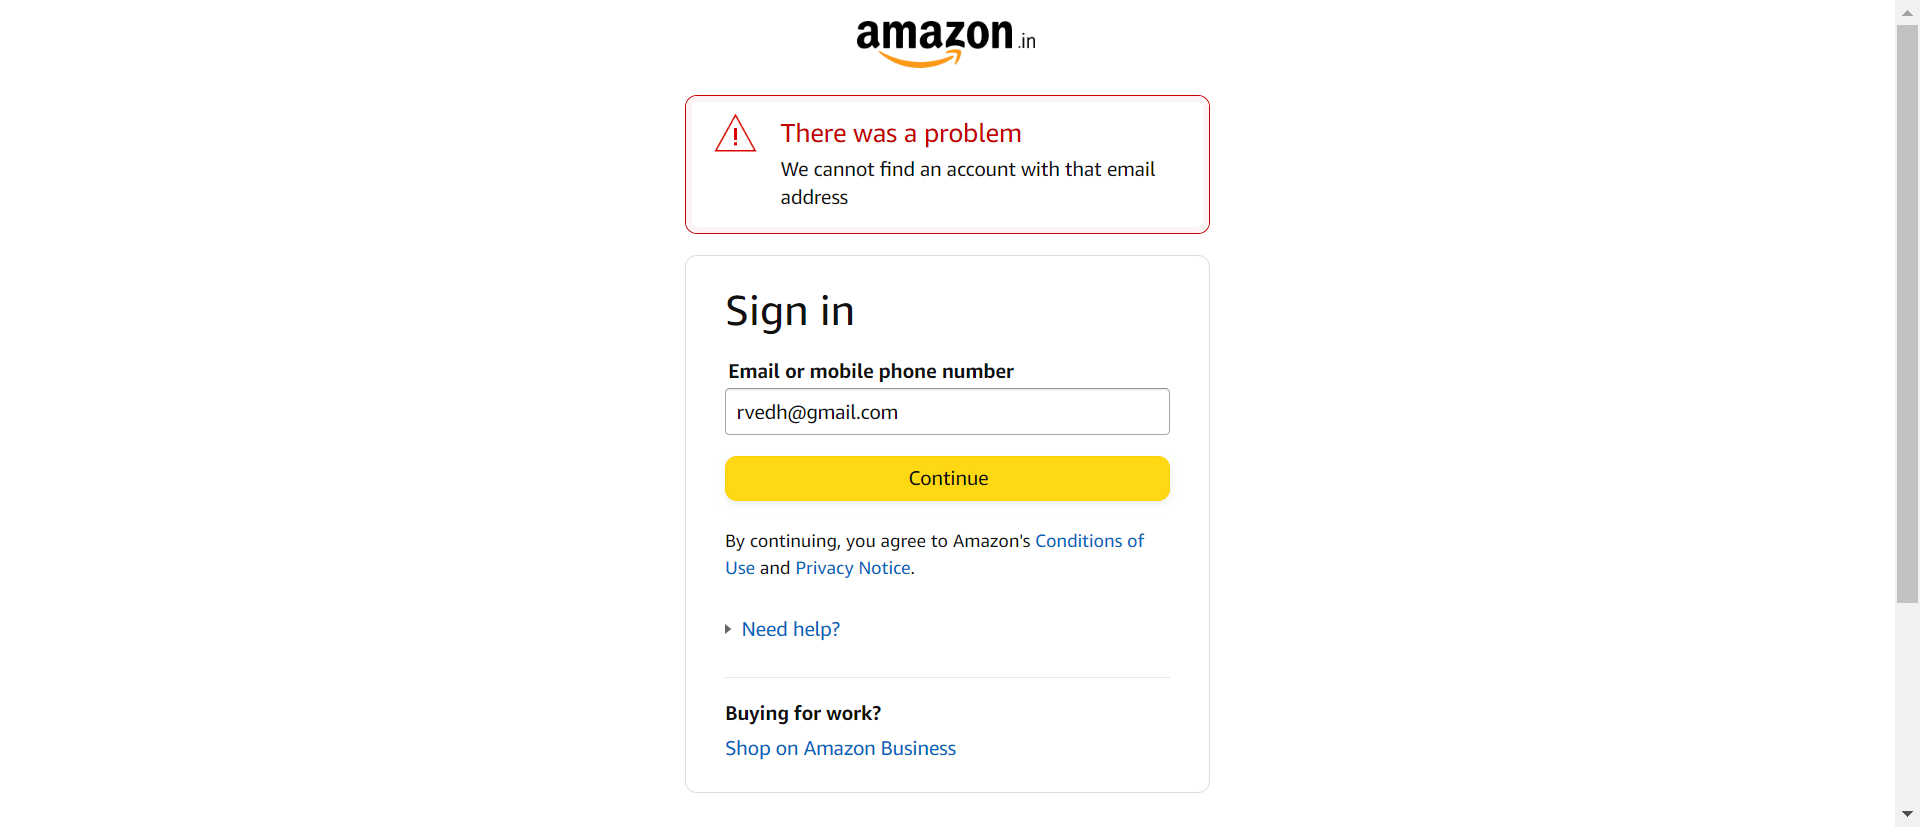 amazon.in
There was a problem
We cannot find an account with that email
address
Sign in
Email or mobile phone number
rvedh@gmail.com
Continue
By continuing, you agree to Amazon's Conditions of
Use and Privacy Notice.
Need help?
Buying for work?
Shop on Amazon Business